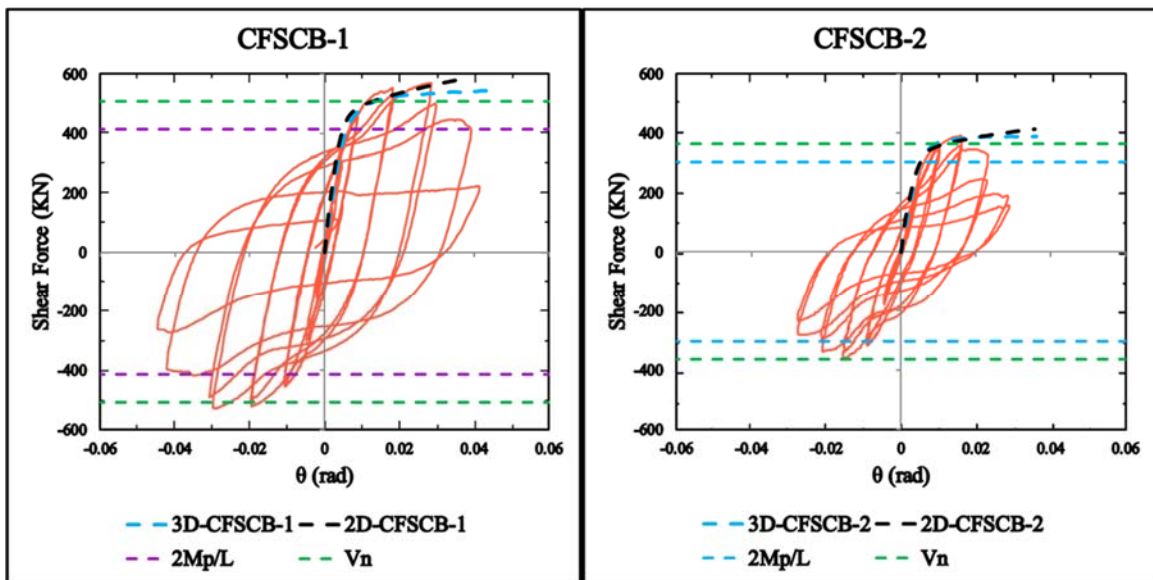 CFSCB-1
600
400
200
0
-200
-400
-600
Shear Force (KN)
-0.06 -0.04 -0.02 0 0.02 0.04 0.06
θ (rad)
3D-CFSCB-1 2D-CFSCB-1
2Mp/L Vn
CFSCB-2
600
400
200
0
-200
-400
-600
Shear Force (KN)
-0.06 -0.04 -0.02 0 0.02 0.04 0.06
θ (rad)
3D-CFSCB-2 2D-CFSCB-2
2Mp/L Vn